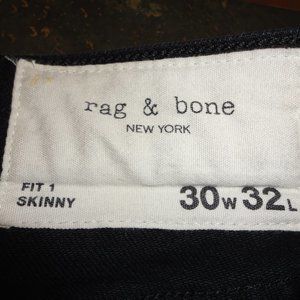 rag & bone
NEW YORK
FIT 1
SKINNY
30W 32L